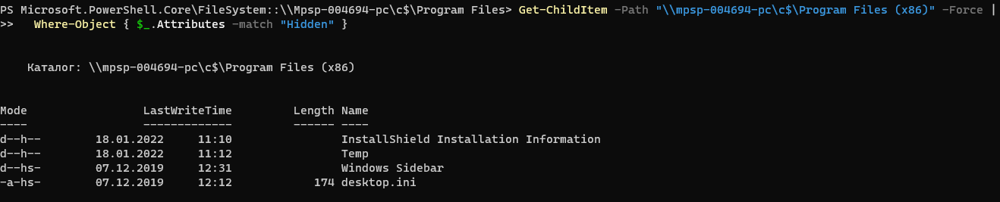 PS Microsoft.PowerShell.Core\FileSystem::\\Mpsp-004694-pc\c$\Program Files> Get-ChildItem -Path "\\mpsp-004694-pc\c$\Program Files (x86)" -Force |
>>   Where-Object { $_.Attributes -match "Hidden" }
    Каталог: \\mpsp-004694-pc\c$\Program Files (x86)
Mode                 LastWriteTime         Length Name
----                 -------------         ------ ----
d--h--        18.01.2022     11:10                InstallShield Installation Information
d--h--        18.01.2022     11:12                Temp
d--hs-        07.12.2019     12:31                Windows Sidebar
-a-hs-        07.12.2019     12:12            174 desktop.ini